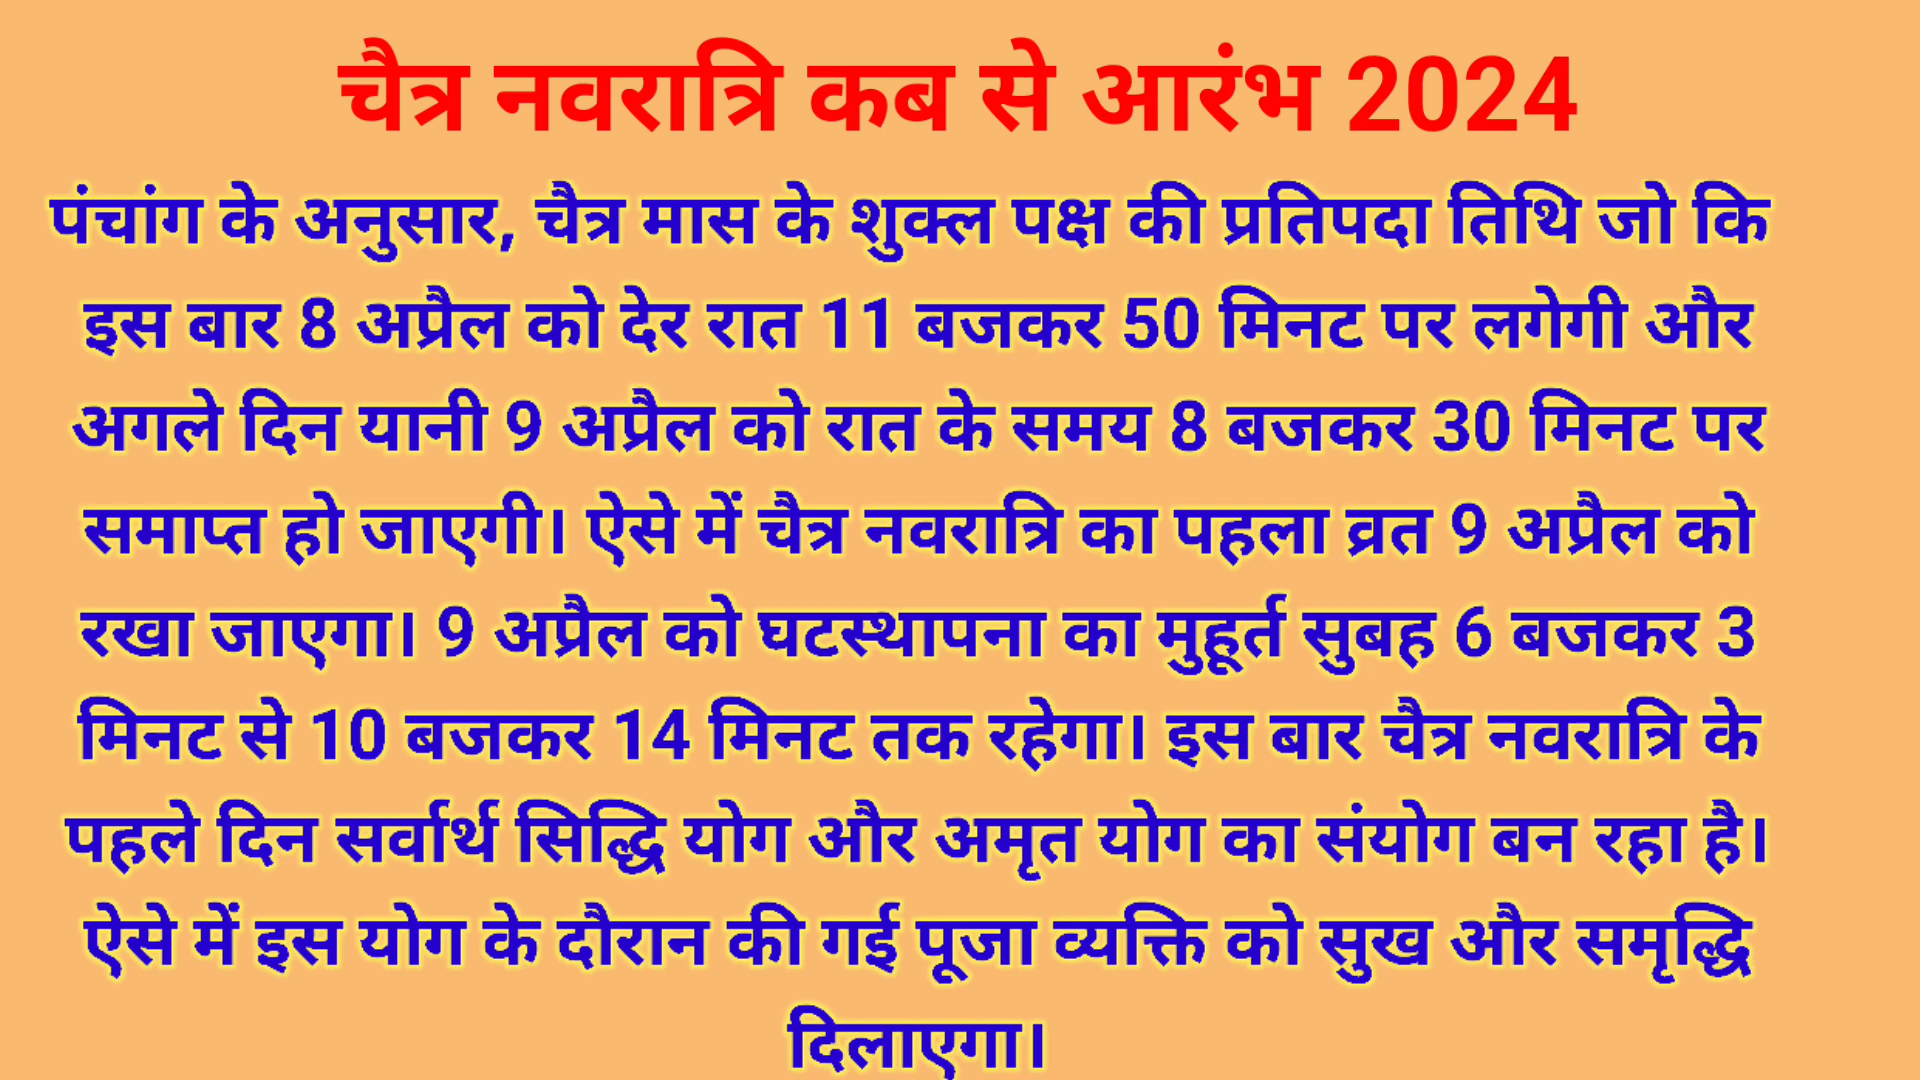 चैत्र नवरात्रि कब से आरंभ 2024
पंचांग के अनुसार, चैत्र मास के शुक्ल पक्ष की प्रतिपदा तिथि जो कि
इस बार 8 अप्रैल को देर रात 11 बजकर 50 मिनट पर लगेगी और
अगले दिन यानी 9 अप्रैल को रात के समय 8 बजकर 30 मिनट पर
समाप्त हो जाएगी। ऐसे में चैत्र नवरात्रि का पहला व्रत 9 अप्रैल को
रखा जाएगा। 9 अप्रैल को घटस्थापना का मुहूर्त सुबह 6 बजकर 3
मिनट से 10 बजकर 14 मिनट तक रहेगा। इस बार चैत्र नवरात्रि के
पहले दिन सर्वार्थ सिद्धि योग और अमृत योग का संयोग बन रहा है।
ऐसे में इस योग के दौरान की गई पूजा व्यक्ति को सुख और समृद्धि
दिलाएगा।